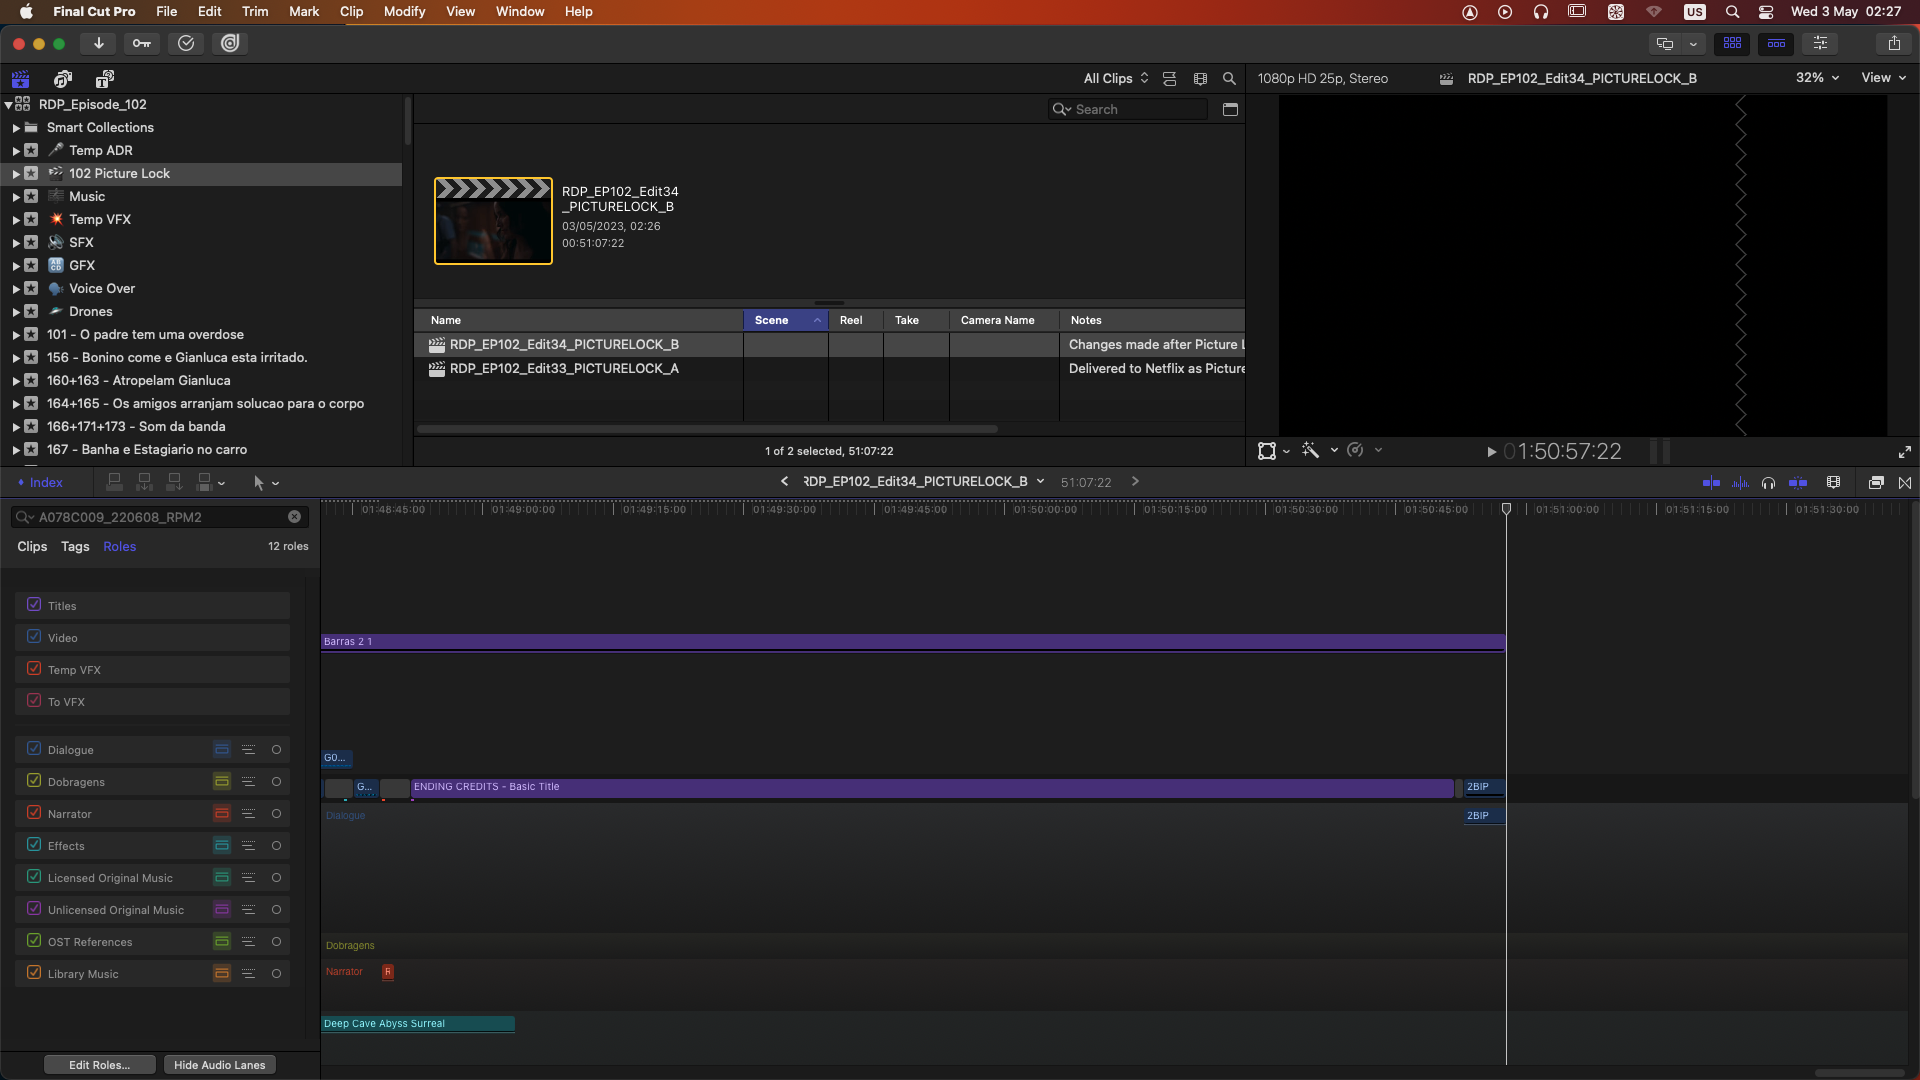 Final Cut Pro File Edit Trim Mark Clip Modify View Window Help
US Wed 3 May 02:27
All Clips
1080p HD 25p, Stereo
RDP_EP102_Edit34_PICTURELOCK_B
32%
View
RDP_Episode_102
Smart Collections
Temp ADR
102 Picture Lock
Music
Temp VFX
SFX
GFX
Voice Over
Drones
101 - O padre tem uma overdose
156 - Bonino come e Gianluca esta irritado.
160+163 - Atropelam Gianluca
164+165 - Os amigos arranjam solucao para o corpo
166+171+173 - Som da banda
167 - Banha e Estagiario no carro
Search
RDP_EP102_Edit34
_PICTURELOCK_B
03/05/2023, 02:26
00:51:07:22
Name Scene Reel Take Camera Name Notes
RDP_EP102_Edit34_PICTURELOCK_B Changes made after Picture L
RDP_EP102_Edit33_PICTURELOCK_A Delivered to Netflix as Picture
1 of 2 selected, 51:07:22
01:50:57:22
Index
RDP_EP102_Edit34_PICTURELOCK_B
51:07:22
A078C009_220608_RPM2
Clips Tags Roles 12 roles
01:48:45:00 01:49:00:00 01:49:15:00 01:49:30:00 01:49:45:00 01:50:00:00 01:50:15:00 01:50:30:00 01:50:45:00 01:51:00:00 01:51:15:00 01:51:30:00
Titles
Video
Temp VFX
To VFX
Dialogue
Dobragens
Narrator
Effects
Licensed Original Music
Unlicensed Original Music
OST References
Library Music
Edit Roles...
Hide Audio Lanes
Barras 2 1
G0...
G...
ENDING CREDITS - Basic Title
2BIP
Dialogue
2BIP
Dobragens
Narrator
R
Deep Cave Abyss Surreal